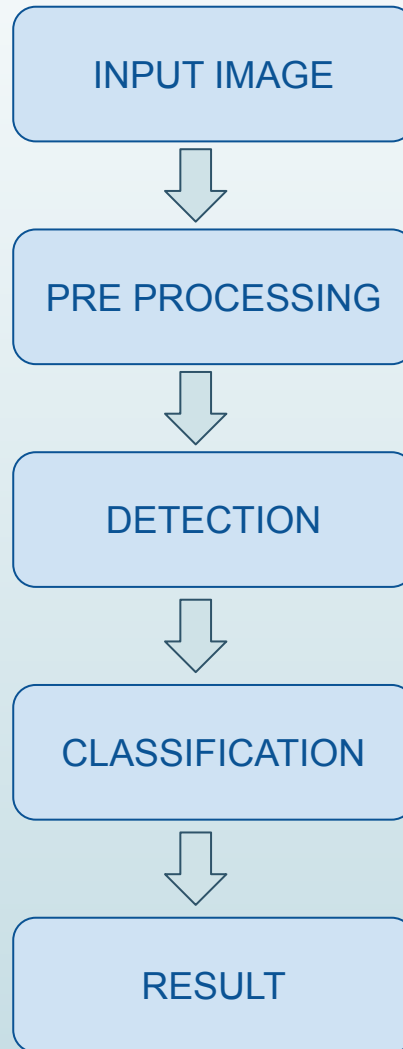 INPUT IMAGE
PRE PROCESSING
DETECTION
CLASSIFICATION
RESULT